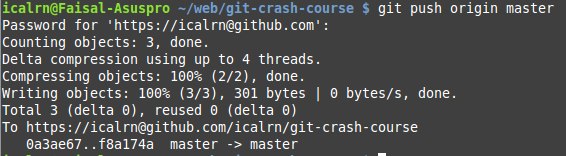 icalrn@Faisal-Asuspro ~/web/git-crash-course $ git push origin master
Password for 'https://icalrn@github.com':
Counting objects: 3, done.
Delta compression using up to 4 threads.
Compressing objects: 100% (2/2), done.
Writing objects: 100% (3/3), 301 bytes | 0 bytes/s, done.
Total 3 (delta 0), reused 0 (delta 0)
To https://icalrn@github.com/icalrn/git-crash-course
   0a3ae67..f8a174a  master -> master